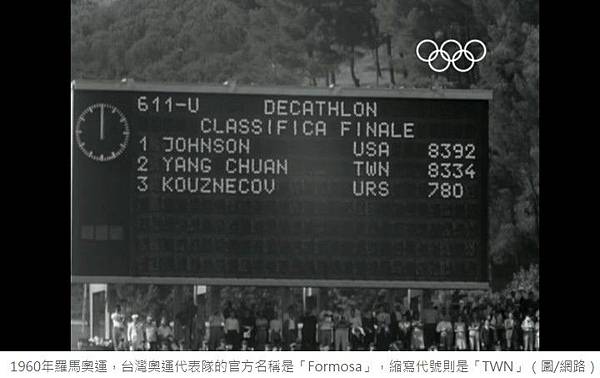 611-U DECATHLON
CLASSIFICA FINALE
1 JOHNSON USA 8392
2 YANG CHUAN TWN 8334
3 KOUZNECOV URS 780
1960年羅馬奧運，台灣奧運代表隊的官方名稱是「Formosa」，縮寫代號則是「TWN」（圖/網路）